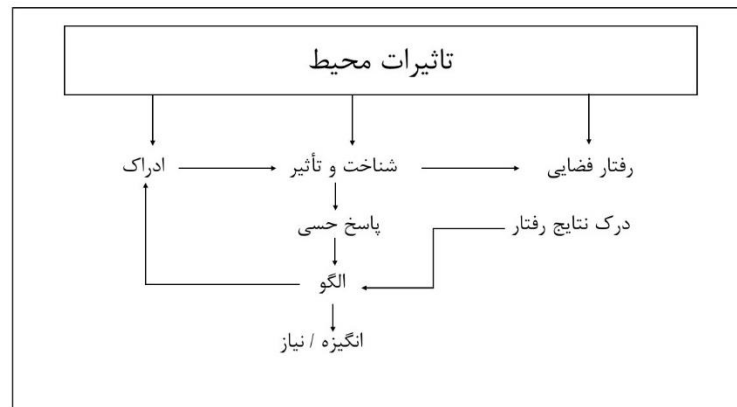 تاثیرات محیط
رفتار فضایی
شناخت و تأثیر
ادراک
درک نتایج رفتار
پاسخ حسی
الگو
انگیزه / نیاز